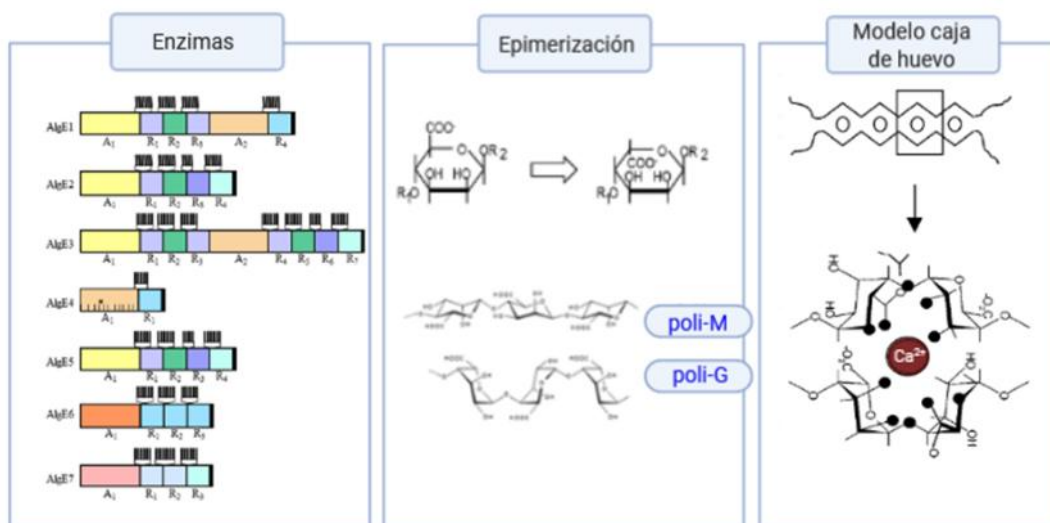 Enzimas
AlgE1
A₁ R₁ R₂ R₃ A₂ R₄
AlgE2
A₁ R₁ R₂ R₃ R₄
AlgE3
A₁ R₁ R₂ R₃ A₂ R₄ R₅ R₆ R₇
AlgE4
A₁ R₁
AlgE5
A₁ R₁ R₂ R₃ R₄
AlgE6
A₁ R₁ R₂ R₃
AlgE7
A₁ R₁ R₂ R₃
Epimerización
COO⁻
O
O R2
OH HO
R₁O
O
COO⁻
O R2
OH HO
R₁O
poli-M
poli-G
Modelo caja
de huevo
Ca²⁺